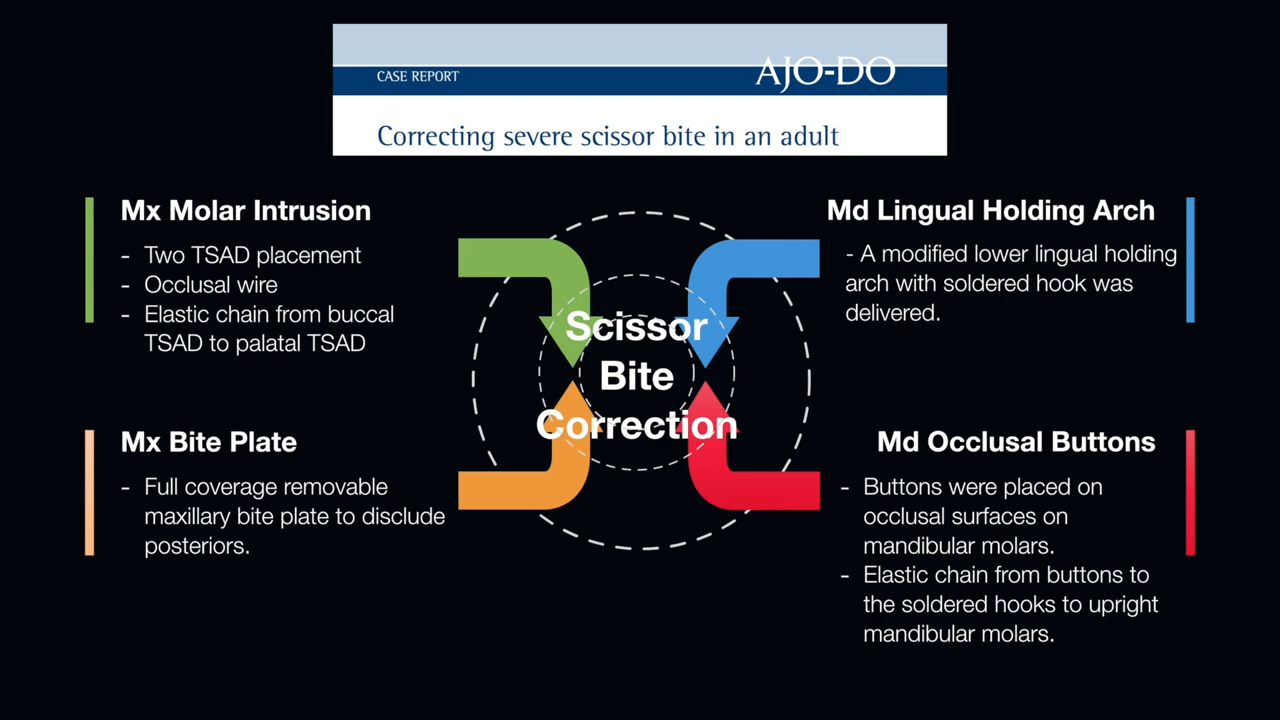 CASE REPORT
AJO-DO
Correcting severe scissor bite in an adult
Mx Molar Intrusion
- Two TSAD placement
- Occlusal wire
- Elastic chain from buccal
TSAD to palatal TSAD
Md Lingual Holding Arch
- A modified lower lingual holding
arch with soldered hook was
delivered.
Scissor
Bite
Correction
Mx Bite Plate
- Full coverage removable
maxillary bite plate to disclude
posteriors.
Md Occlusal Buttons
- Buttons were placed on
occlusal surfaces on
mandibular molars.
- Elastic chain from buttons to
the soldered hooks to upright
mandibular molars.